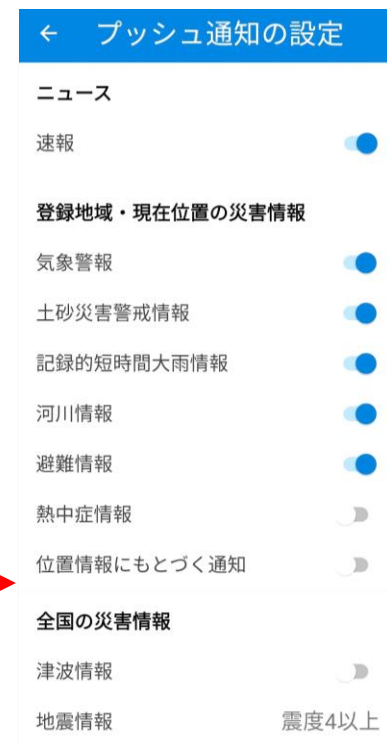 ← プッシュ通知の設定
ニュース
速報
登録地域・現在位置の災害情報
気象警報
土砂災害警戒情報
記録的短時間大雨情報
河川情報
避難情報
熱中症情報
位置情報にもとづく通知
全国の災害情報
津波情報
地震情報 震度4以上